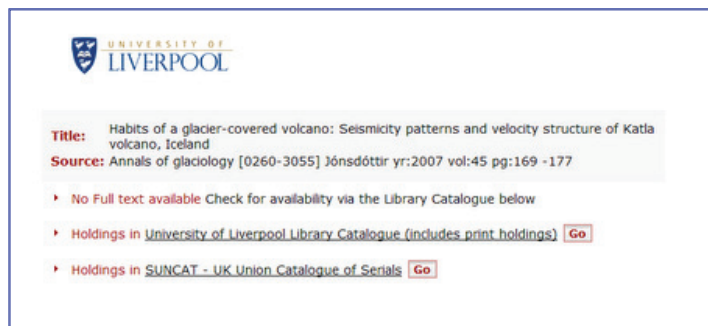 UNIVERSITY OF
LIVERPOOL
Title: Habits of a glacier-covered volcano: Seismicity patterns and velocity structure of Katla
volcano, Iceland
Source: Annals of glaciology [0260-3055] Jónsdóttir yr:2007 vol:45 pg:169 -177
No Full text available Check for availability via the Library Catalogue below
Holdings in University of Liverpool Library Catalogue (includes print holdings) Go
Holdings in SUNCAT - UK Union Catalogue of Serials Go